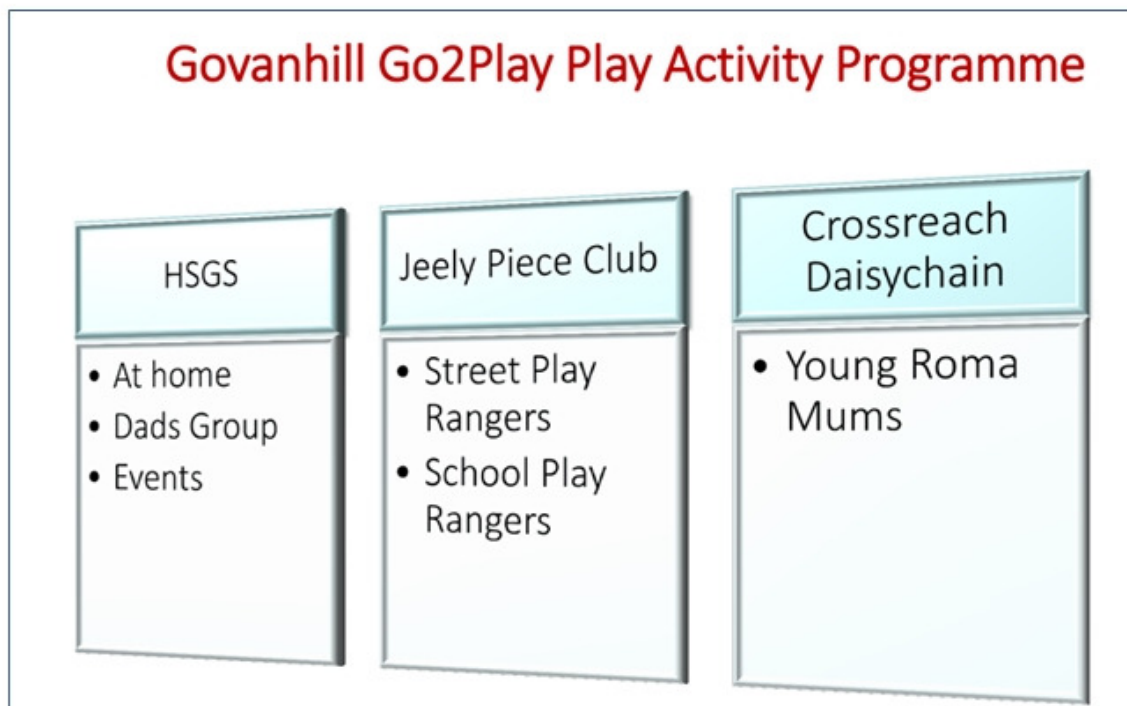 Govanhill Go2Play Play Activity Programme
HSGS
• At home
• Dads Group
• Events
Jeely Piece Club
• Street Play
Rangers
• School Play
Rangers
Crossreach
Daisychain
• Young Roma
Mums